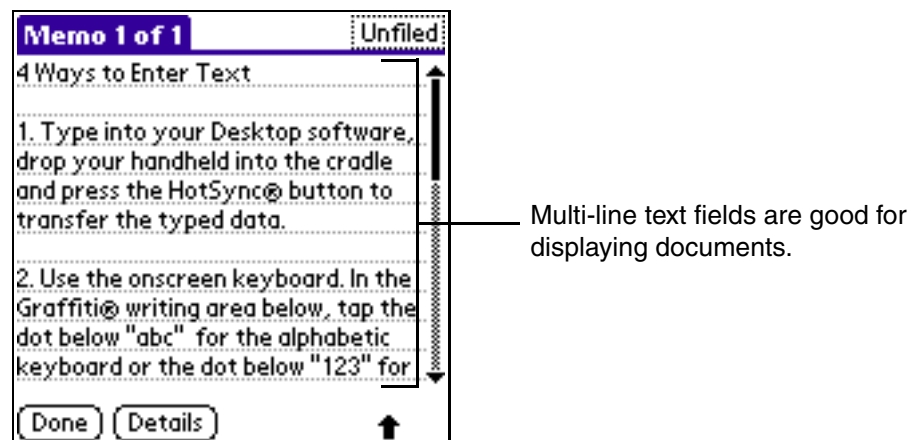 Memo 1 of 1
Unfiled
4 Ways to Enter Text
1. Type into your Desktop software,
drop your handheld into the cradle
and press the HotSync® button to
transfer the typed data.
2. Use the onscreen keyboard. In the
Graffiti® writing area below, tap the
dot below "abc" for the alphabetic
keyboard or the dot below "123" for
Done Details
Multi-line text fields are good for
displaying documents.